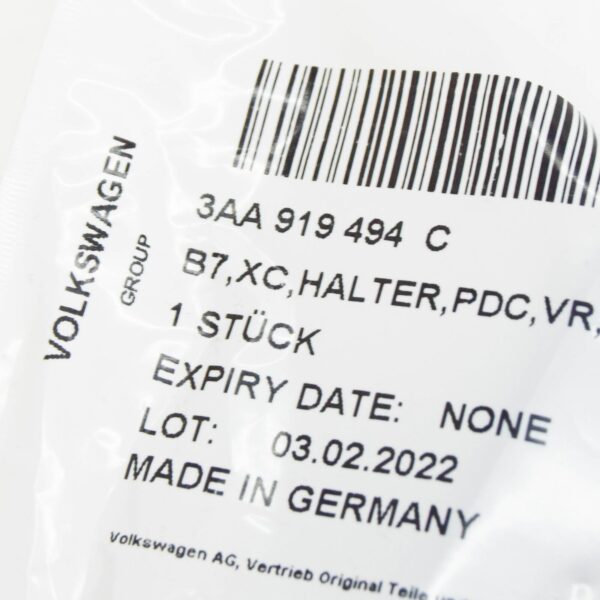 VOLKSWAGEN
GROUP
3AA 919 494 C
B7,XC,HALTER,PDC,VR,
1 STÜCK
EXPIRY DATE: NONE
LOT: 03.02.2022
MADE IN GERMANY
Volkswagen AG, Vertrieb Original Teile